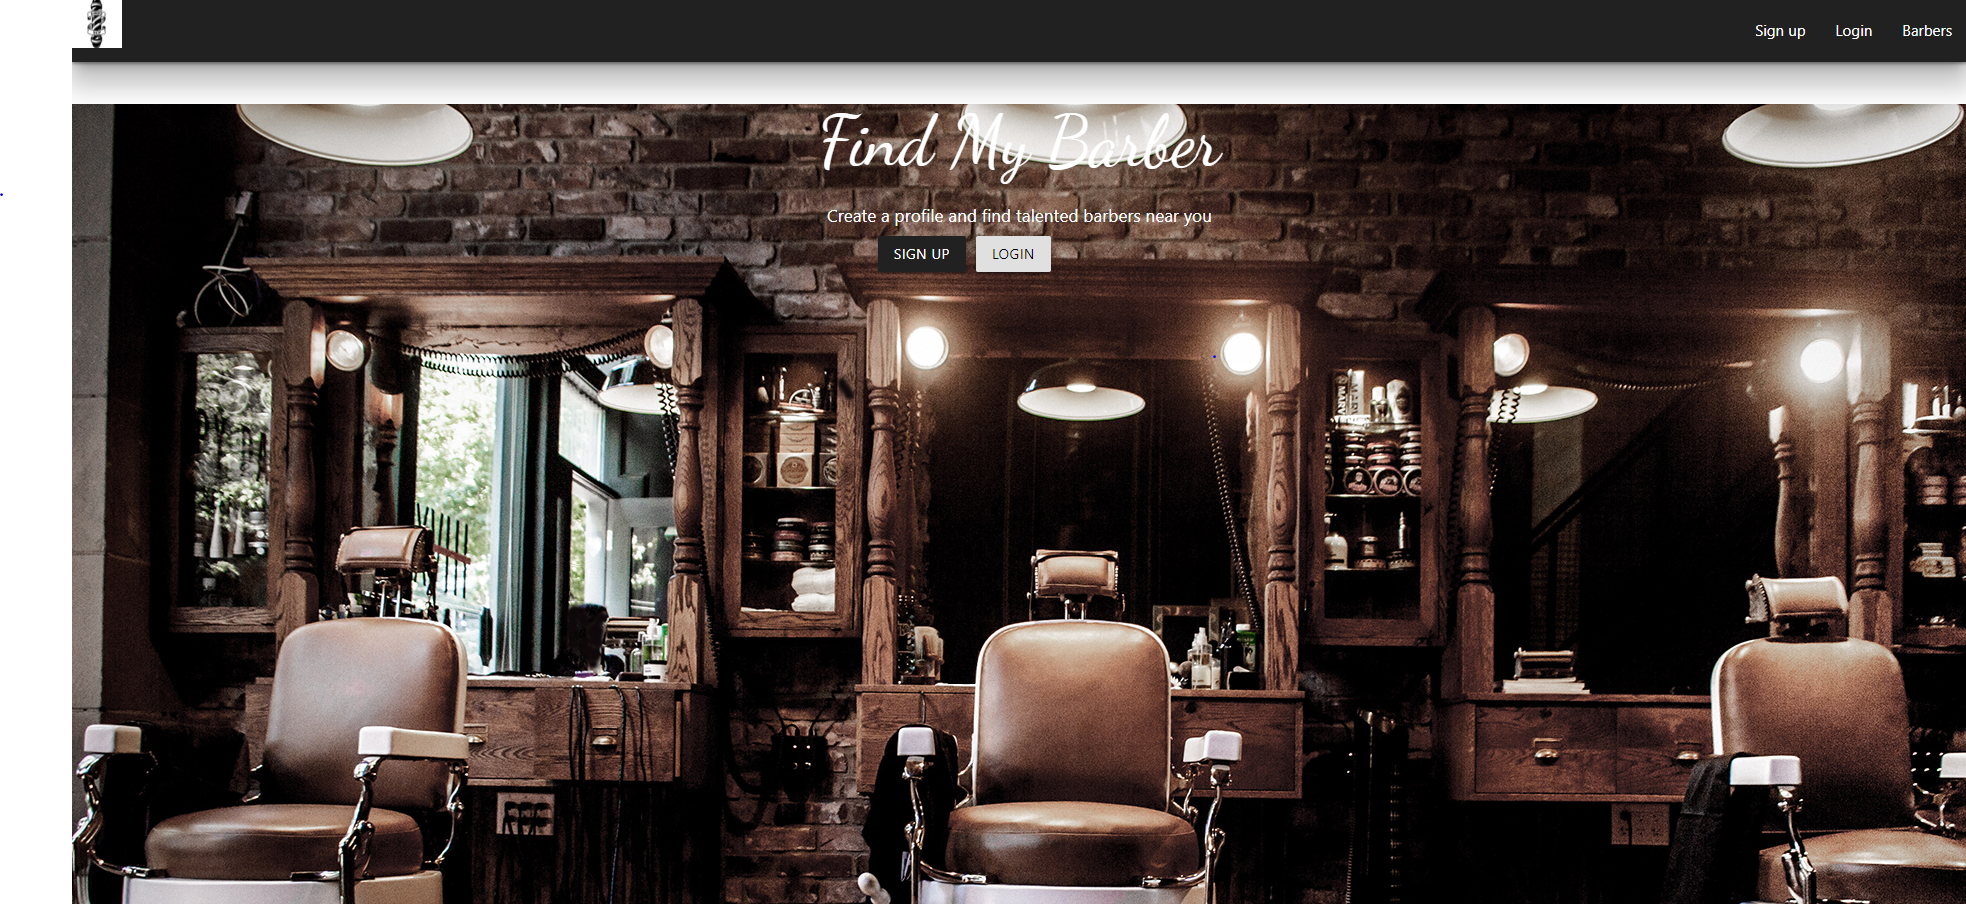 Sign up Login Barbers
Find My Barber
Create a profile and find talented barbers near you
SIGN UP LOGIN